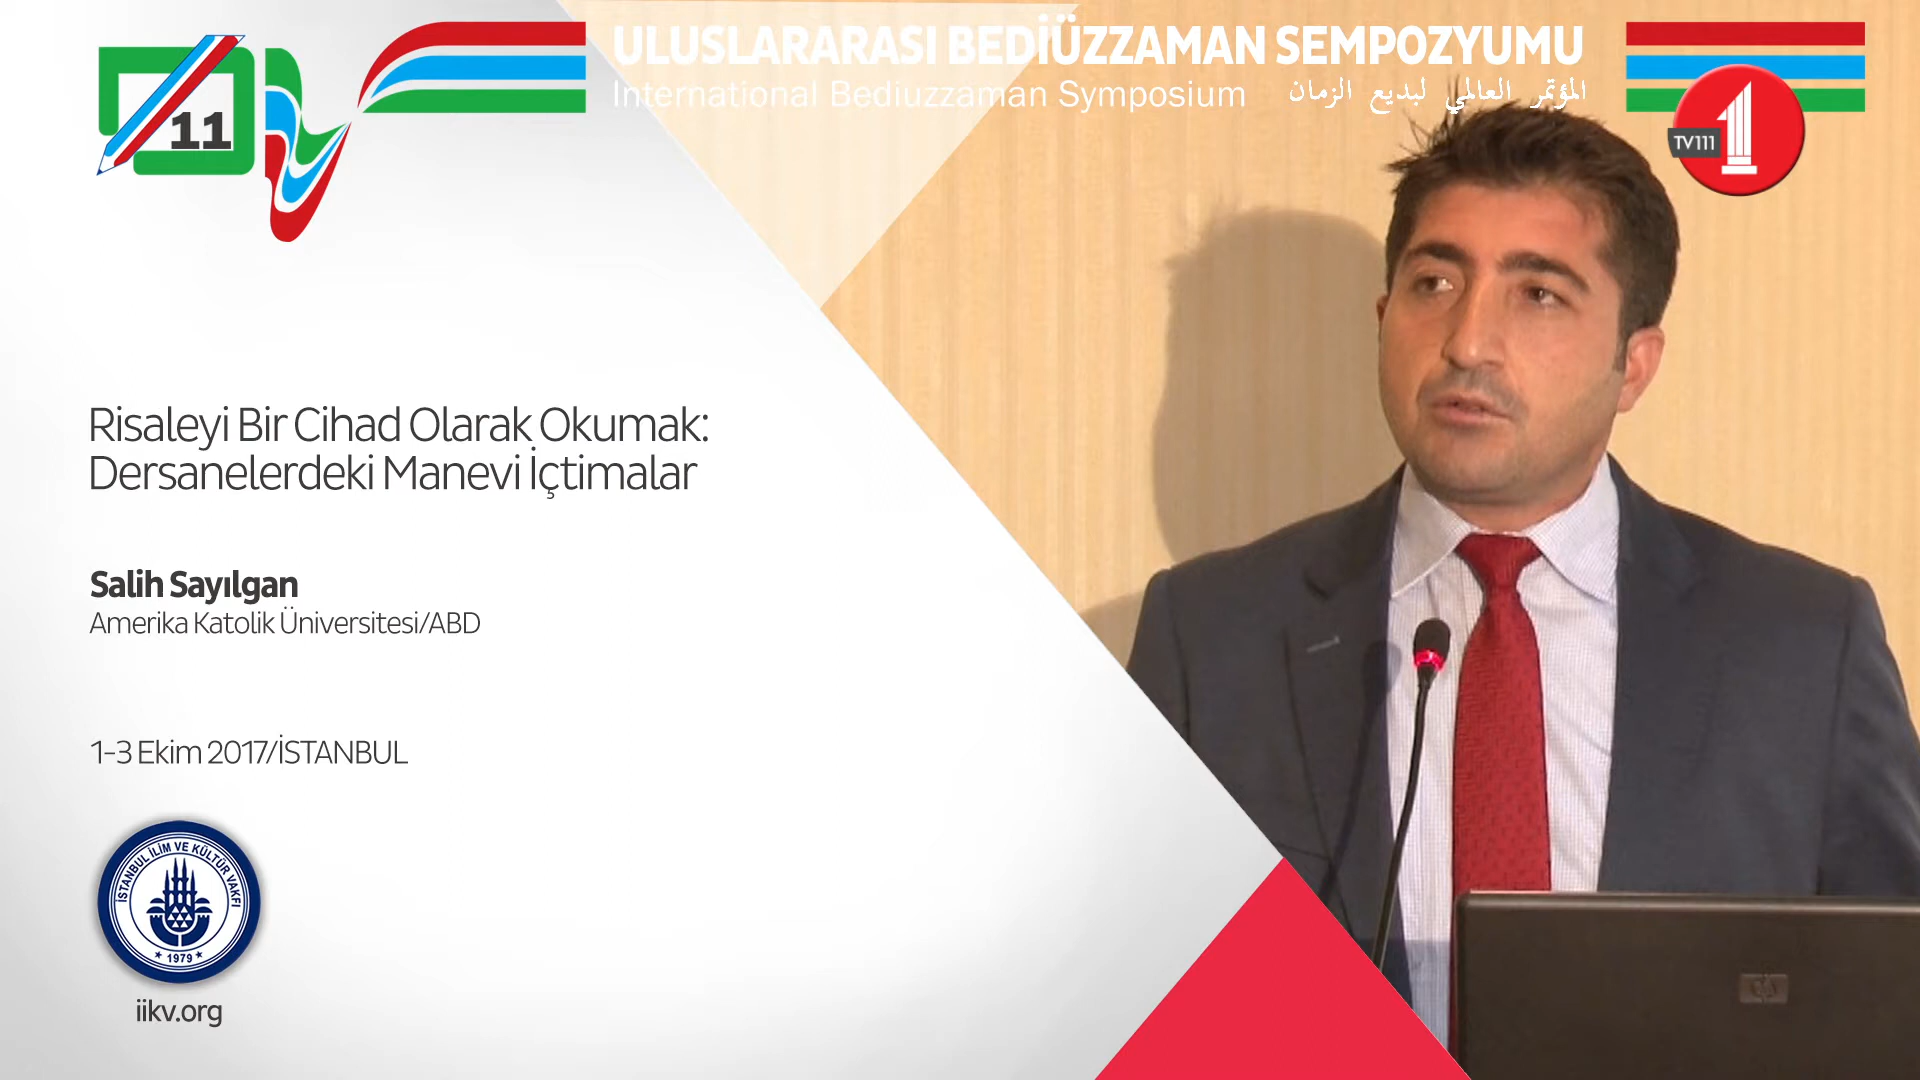 11
ULUSLARARASI BEDİÜZZAMAN SEMPOZYUMU
International Bediuzzaman Symposium
المؤتمر العالمي لبديع الزمان
TV111
1
Risaleyi Bir Cihad Olarak Okumak:
Dersanelerdeki Manevi İçtimalar
Salih Sayılgan
Amerika Katolik Üniversitesi/ABD
1-3 Ekim 2017/İSTANBUL
İSTANBUL İLİM VE KÜLTÜR VAKFI
★ 1979 ★
iikv.org
hp